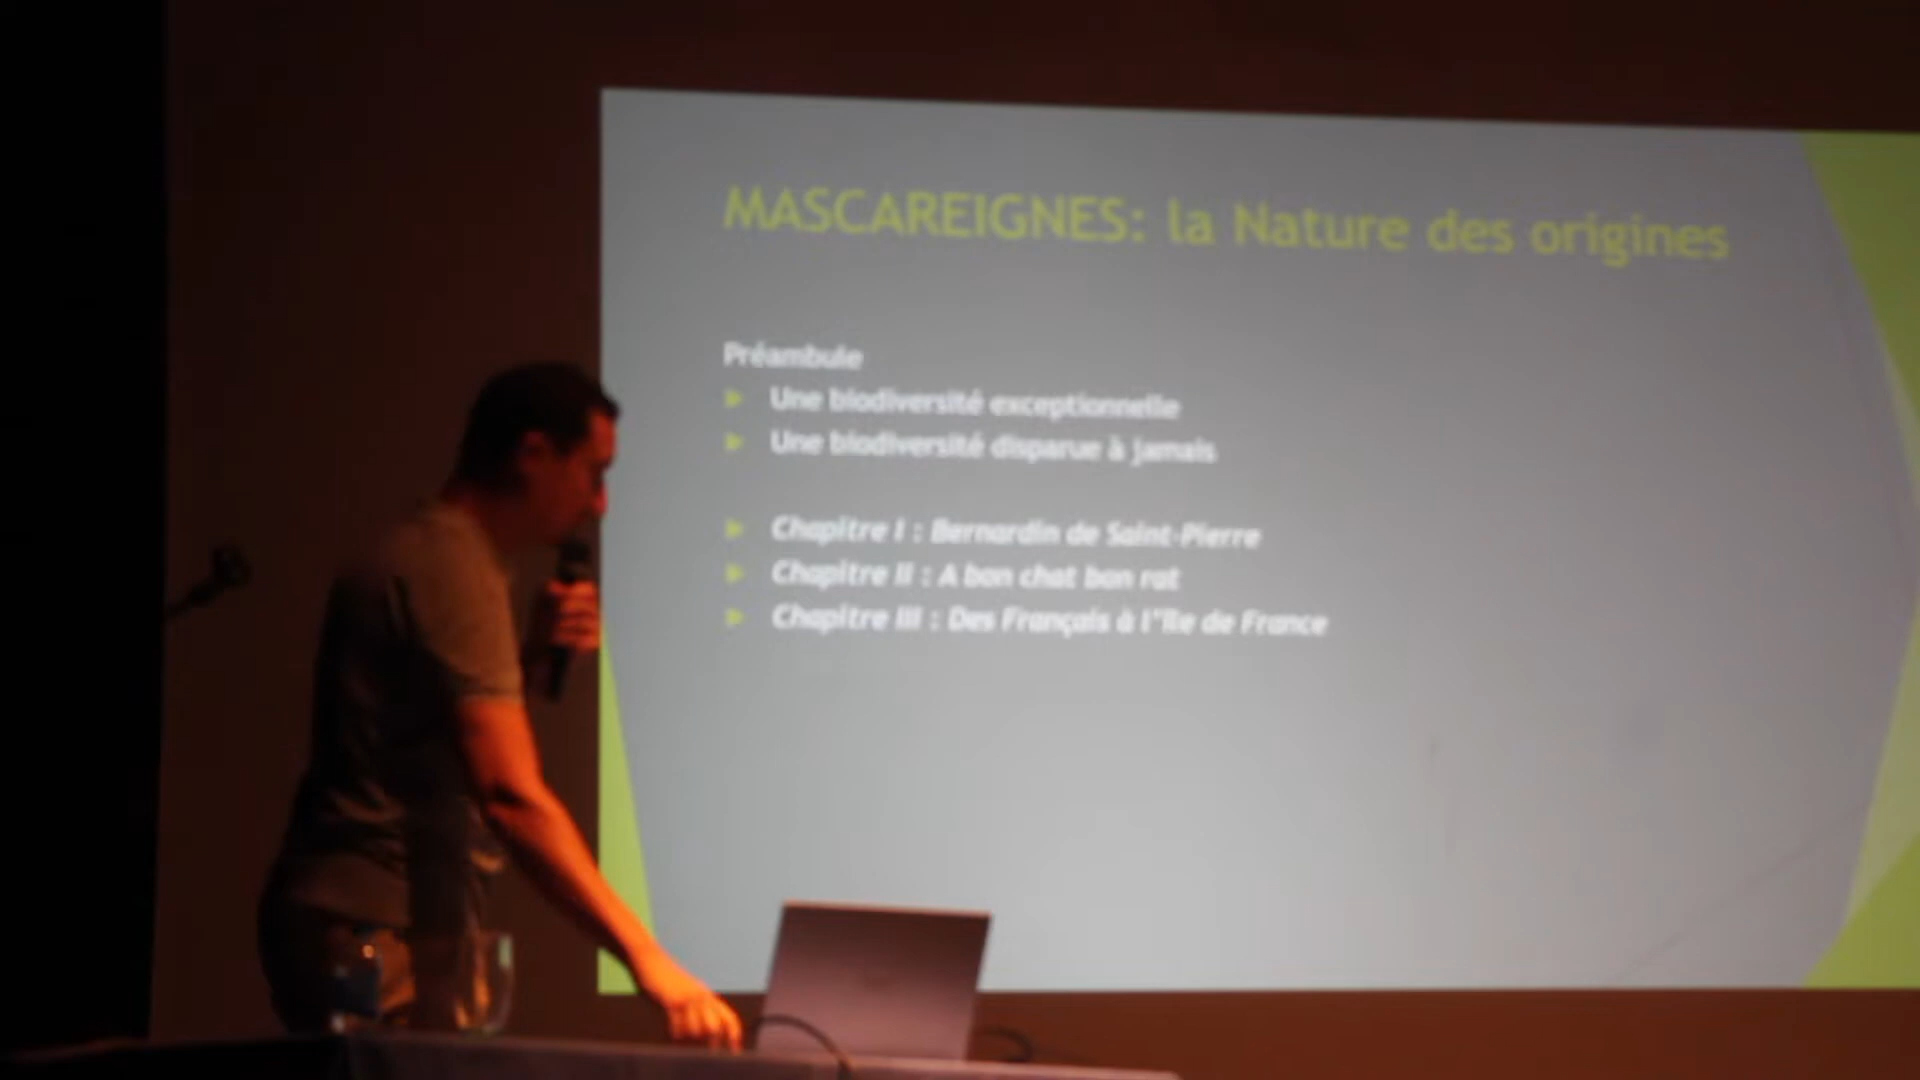 MASCAREIGNES: la Nature des origines
Préambule
Une biodiversité exceptionnelle
Une biodiversité disparue à jamais
Chapitre I : Bernardin de Saint-Pierre
Chapitre II : A bon chat bon rat
Chapitre III : Des Français à l'île de France